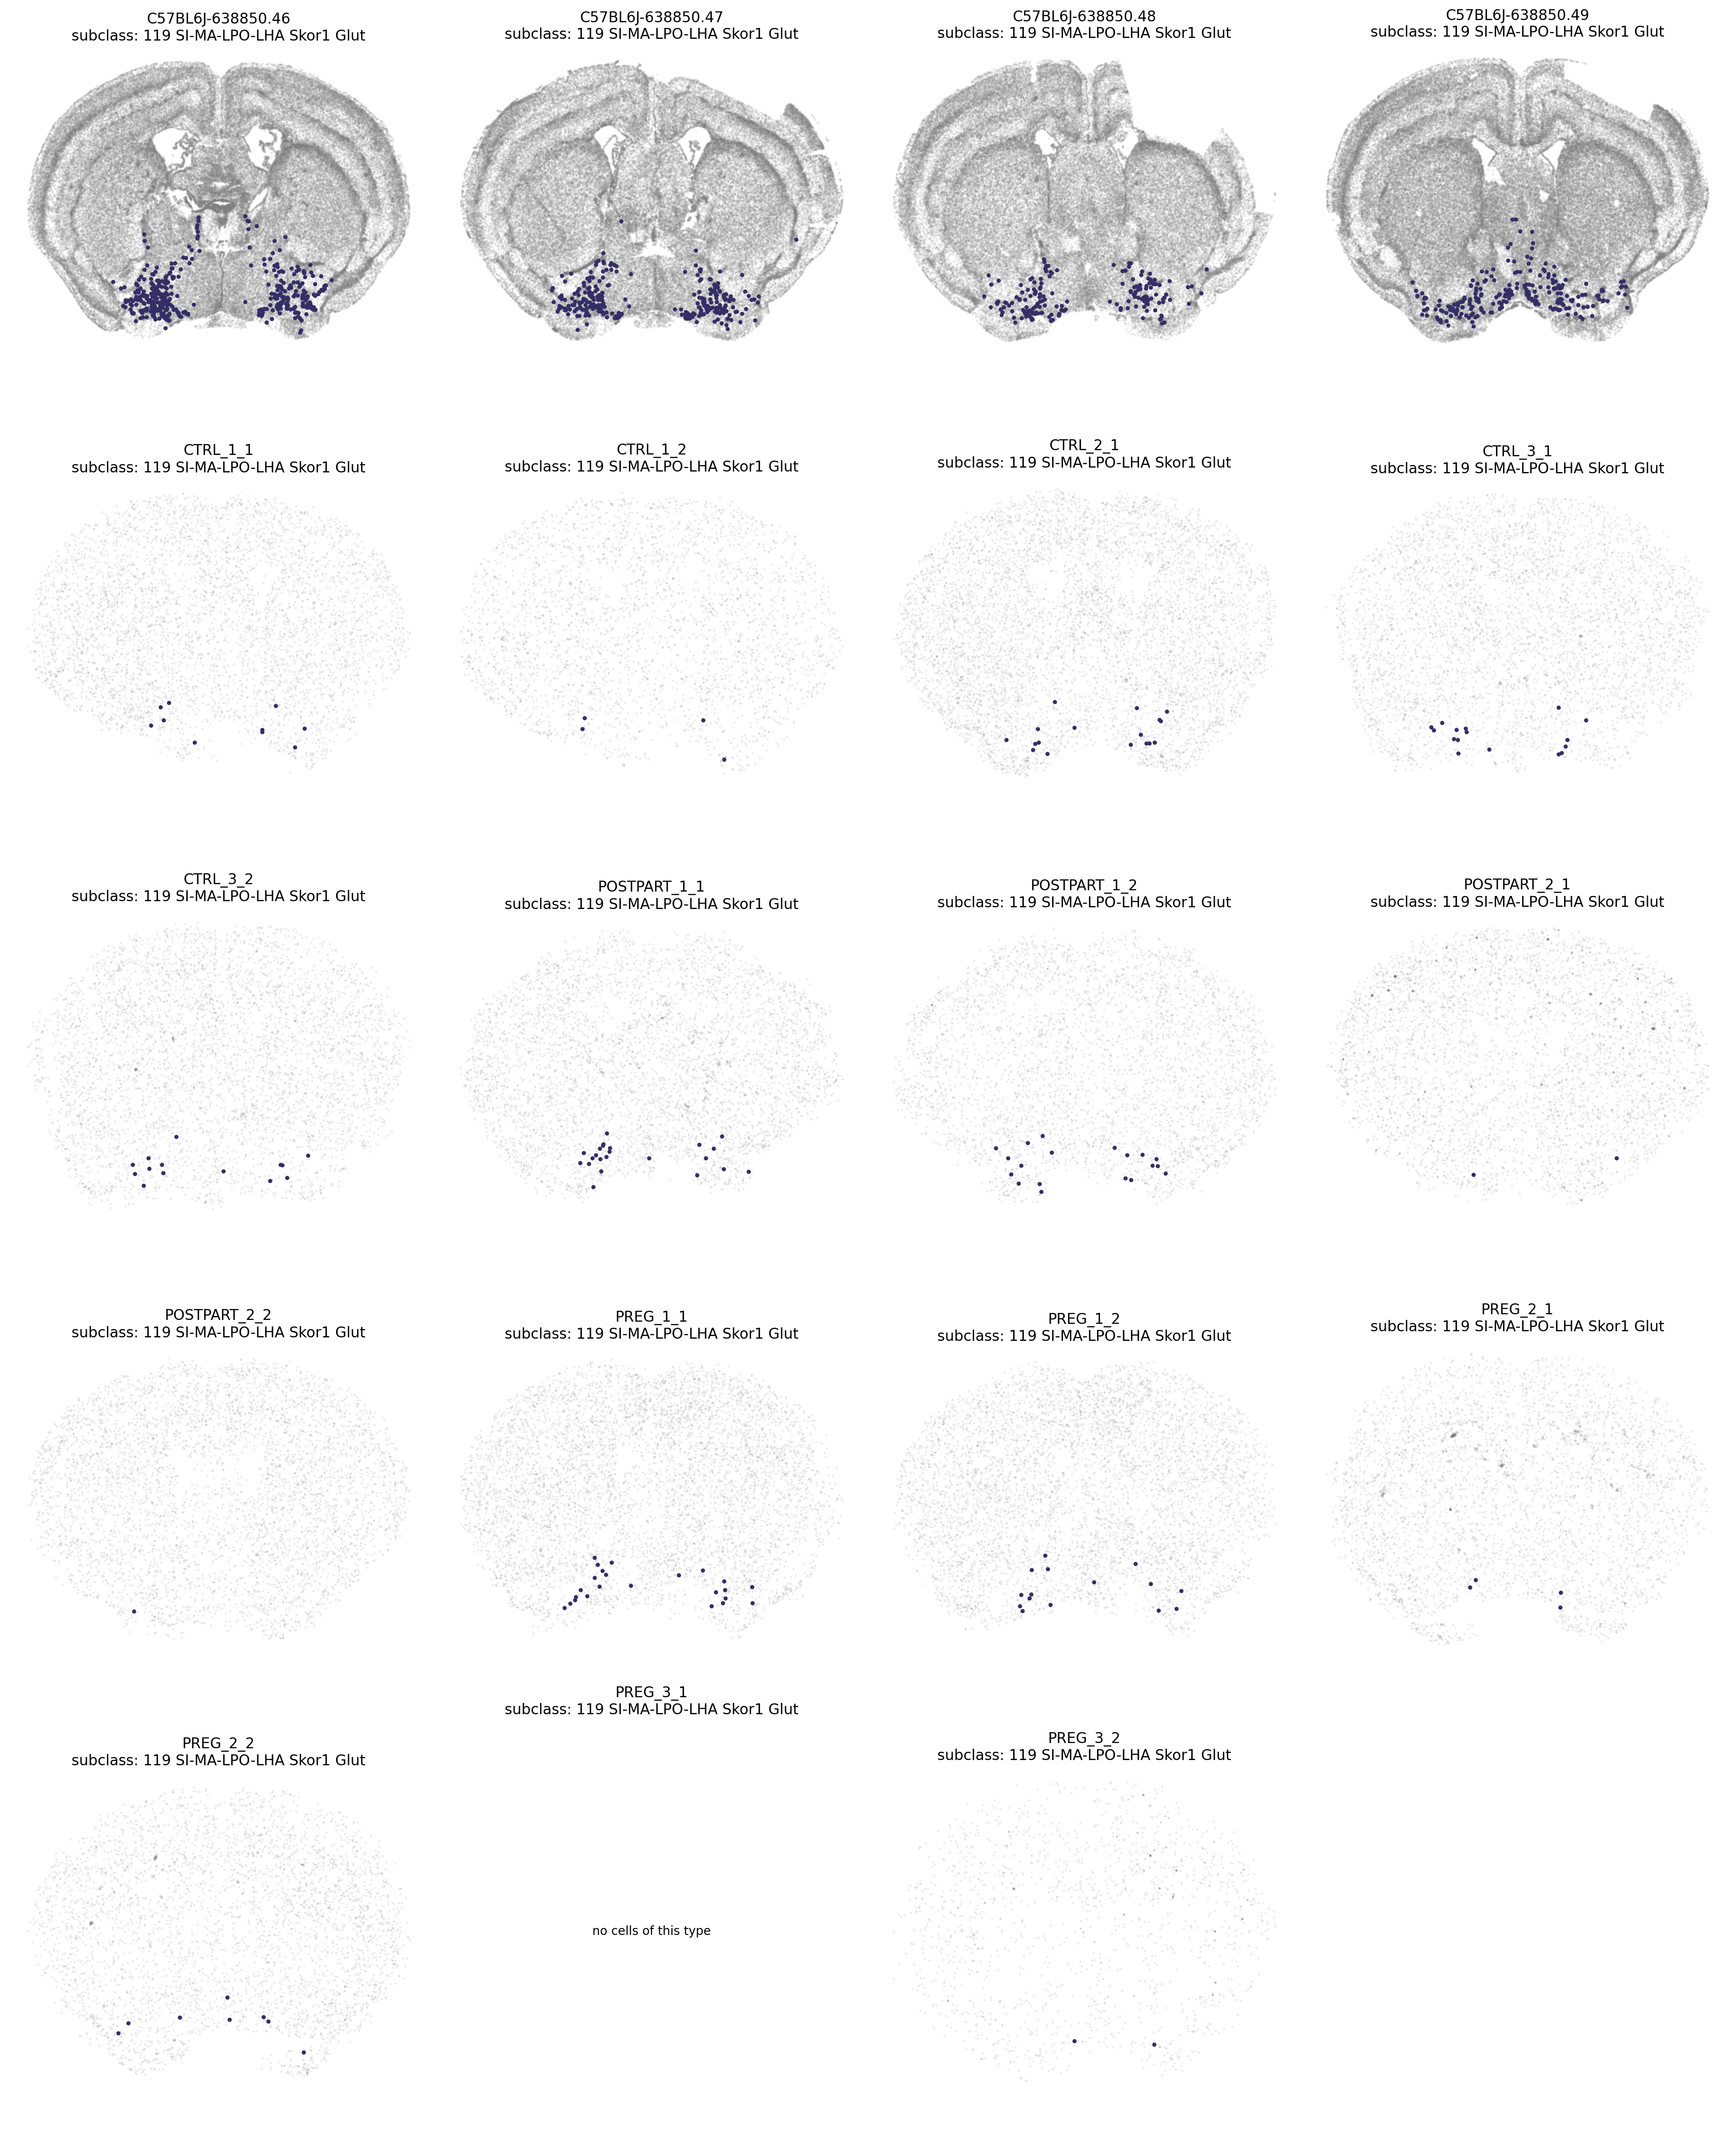 C57BL6J-638850.46
subclass: 119 SI-MA-LPO-LHA Skor1 Glut
C57BL6J-638850.47
subclass: 119 SI-MA-LPO-LHA Skor1 Glut
C57BL6J-638850.48
subclass: 119 SI-MA-LPO-LHA Skor1 Glut
C57BL6J-638850.49
subclass: 119 SI-MA-LPO-LHA Skor1 Glut
CTRL_1_1
subclass: 119 SI-MA-LPO-LHA Skor1 Glut
CTRL_1_2
subclass: 119 SI-MA-LPO-LHA Skor1 Glut
CTRL_2_1
subclass: 119 SI-MA-LPO-LHA Skor1 Glut
CTRL_3_1
subclass: 119 SI-MA-LPO-LHA Skor1 Glut
CTRL_3_2
subclass: 119 SI-MA-LPO-LHA Skor1 Glut
POSTPART_1_1
subclass: 119 SI-MA-LPO-LHA Skor1 Glut
POSTPART_1_2
subclass: 119 SI-MA-LPO-LHA Skor1 Glut
POSTPART_2_1
subclass: 119 SI-MA-LPO-LHA Skor1 Glut
POSTPART_2_2
subclass: 119 SI-MA-LPO-LHA Skor1 Glut
PREG_1_1
subclass: 119 SI-MA-LPO-LHA Skor1 Glut
PREG_1_2
subclass: 119 SI-MA-LPO-LHA Skor1 Glut
PREG_2_1
subclass: 119 SI-MA-LPO-LHA Skor1 Glut
PREG_2_2
subclass: 119 SI-MA-LPO-LHA Skor1 Glut
PREG_3_1
subclass: 119 SI-MA-LPO-LHA Skor1 Glut
no cells of this type
PREG_3_2
subclass: 119 SI-MA-LPO-LHA Skor1 Glut